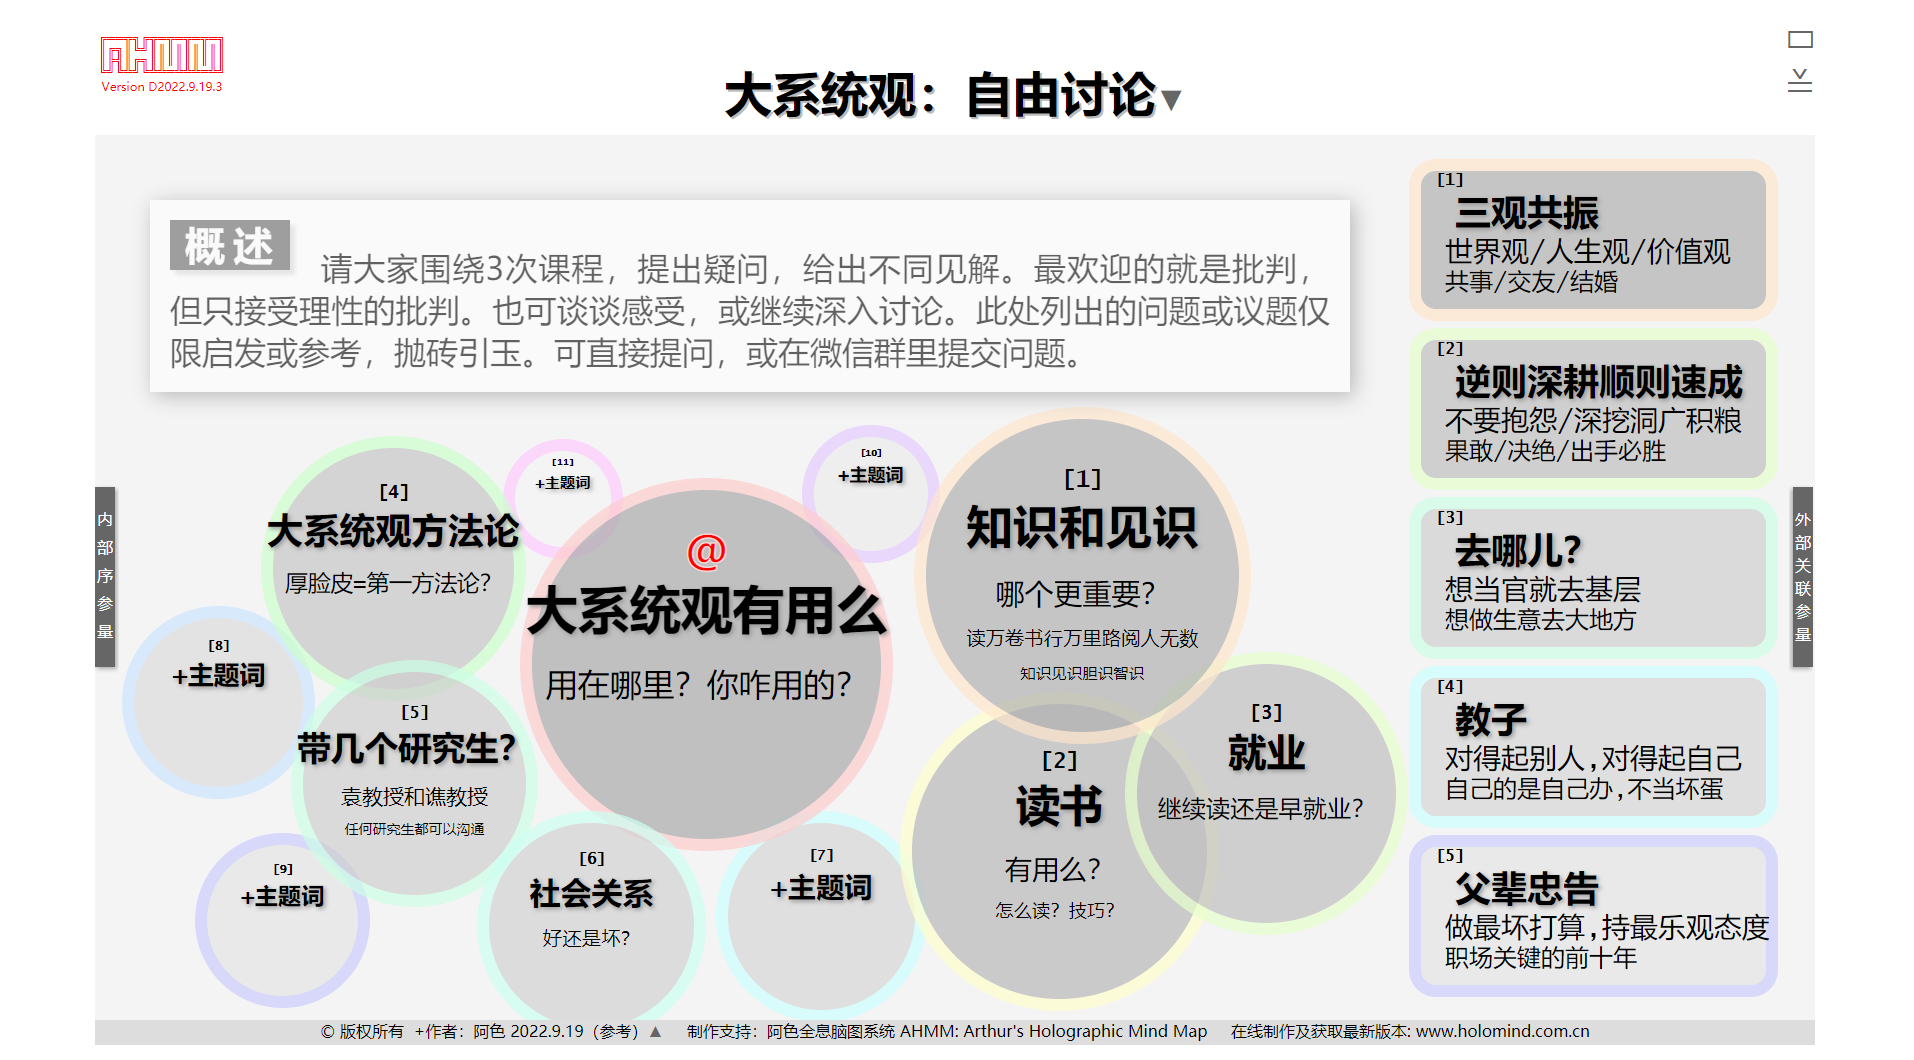 AHMM
Version D2022.9.19.3
大系统观：自由讨论▼
概述
请大家围绕3次课程，提出疑问，给出不同见解。最欢迎的就是批判，
但只接受理性的批判。也可谈谈感受，或继续深入讨论。此处列出的问题或议题仅
限启发或参考，抛砖引玉。可直接提问，或在微信群里提交问题。
内部序参量
@
大系统观有用么
用在哪里？你咋用的？
[1]
知识和见识
哪个更重要？
读万卷书行万里路阅人无数
知识见识胆识智识
[2]
读书
有用么？
怎么读？技巧？
[3]
就业
继续读还是早就业？
[4]
大系统观方法论
厚脸皮=第一方法论？
[5]
带几个研究生？
袁教授和谯教授
任何研究生都可以沟通
[6]
社会关系
好还是坏？
[7]
+主题词
[8]
+主题词
[9]
+主题词
[10]
+主题词
[11]
+主题词
外部关联参量
[1]
三观共振
世界观/人生观/价值观
共事/交友/结婚
[2]
逆则深耕顺则速成
不要抱怨/深挖洞广积粮
果敢/决绝/出手必胜
[3]
去哪儿？
想当官就去基层
想做生意去大地方
[4]
教子
对得起别人,对得起自己
自己的是自己办,不当坏蛋
[5]
父辈忠告
做最坏打算,持最乐观态度
职场关键的前十年
© 版权所有 +作者：阿色 2022.9.19（参考）▲ 制作支持：阿色全息脑图系统 AHMM: Arthur's Holographic Mind Map 在线制作及获取最新版本: www.holomind.com.cn